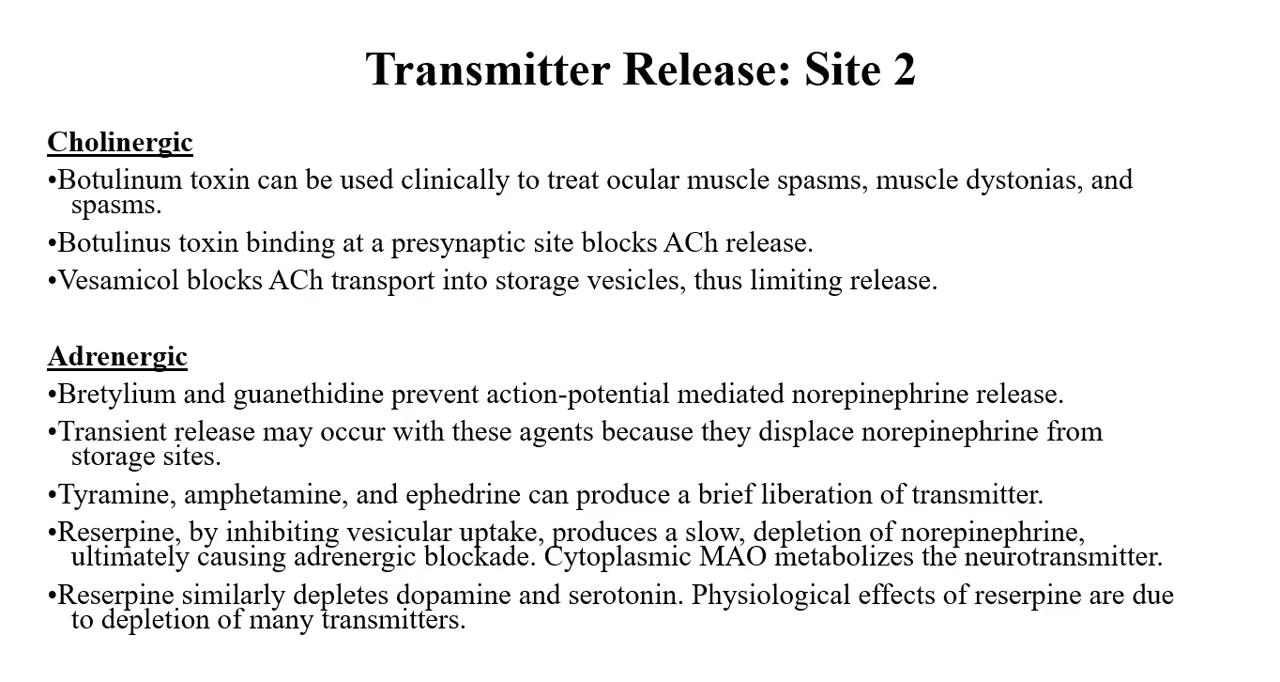 Transmitter Release: Site 2
Cholinergic
•Botulinum toxin can be used clinically to treat ocular muscle spasms, muscle dystonias, and
spasms.
•Botulinus toxin binding at a presynaptic site blocks ACh release.
•Vesamicol blocks ACh transport into storage vesicles, thus limiting release.
Adrenergic
•Bretylium and guanethidine prevent action-potential mediated norepinephrine release.
•Transient release may occur with these agents because they displace norepinephrine from
storage sites.
•Tyramine, amphetamine, and ephedrine can produce a brief liberation of transmitter.
•Reserpine, by inhibiting vesicular uptake, produces a slow, depletion of norepinephrine,
ultimately causing adrenergic blockade. Cytoplasmic MAO metabolizes the neurotransmitter.
•Reserpine similarly depletes dopamine and serotonin. Physiological effects of reserpine are due
to depletion of many transmitters.